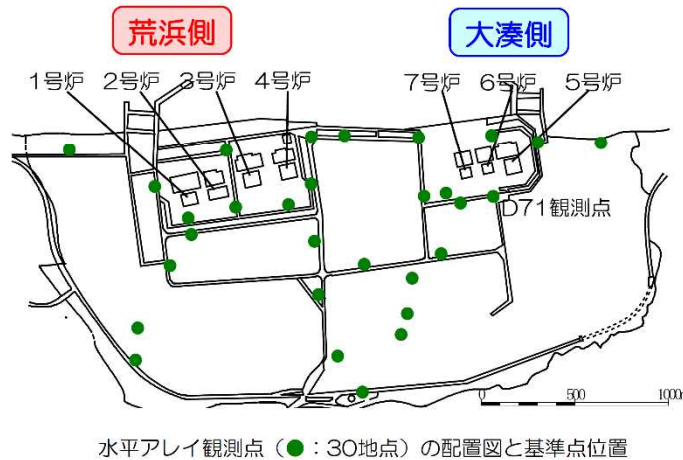 荒浜側
大湊側
1号炉 2号炉 3号炉 4号炉
7号炉 6号炉 5号炉
D71観測点
0 500 1000m
水平アレイ観測点（●：30地点）の配置図と基準点位置